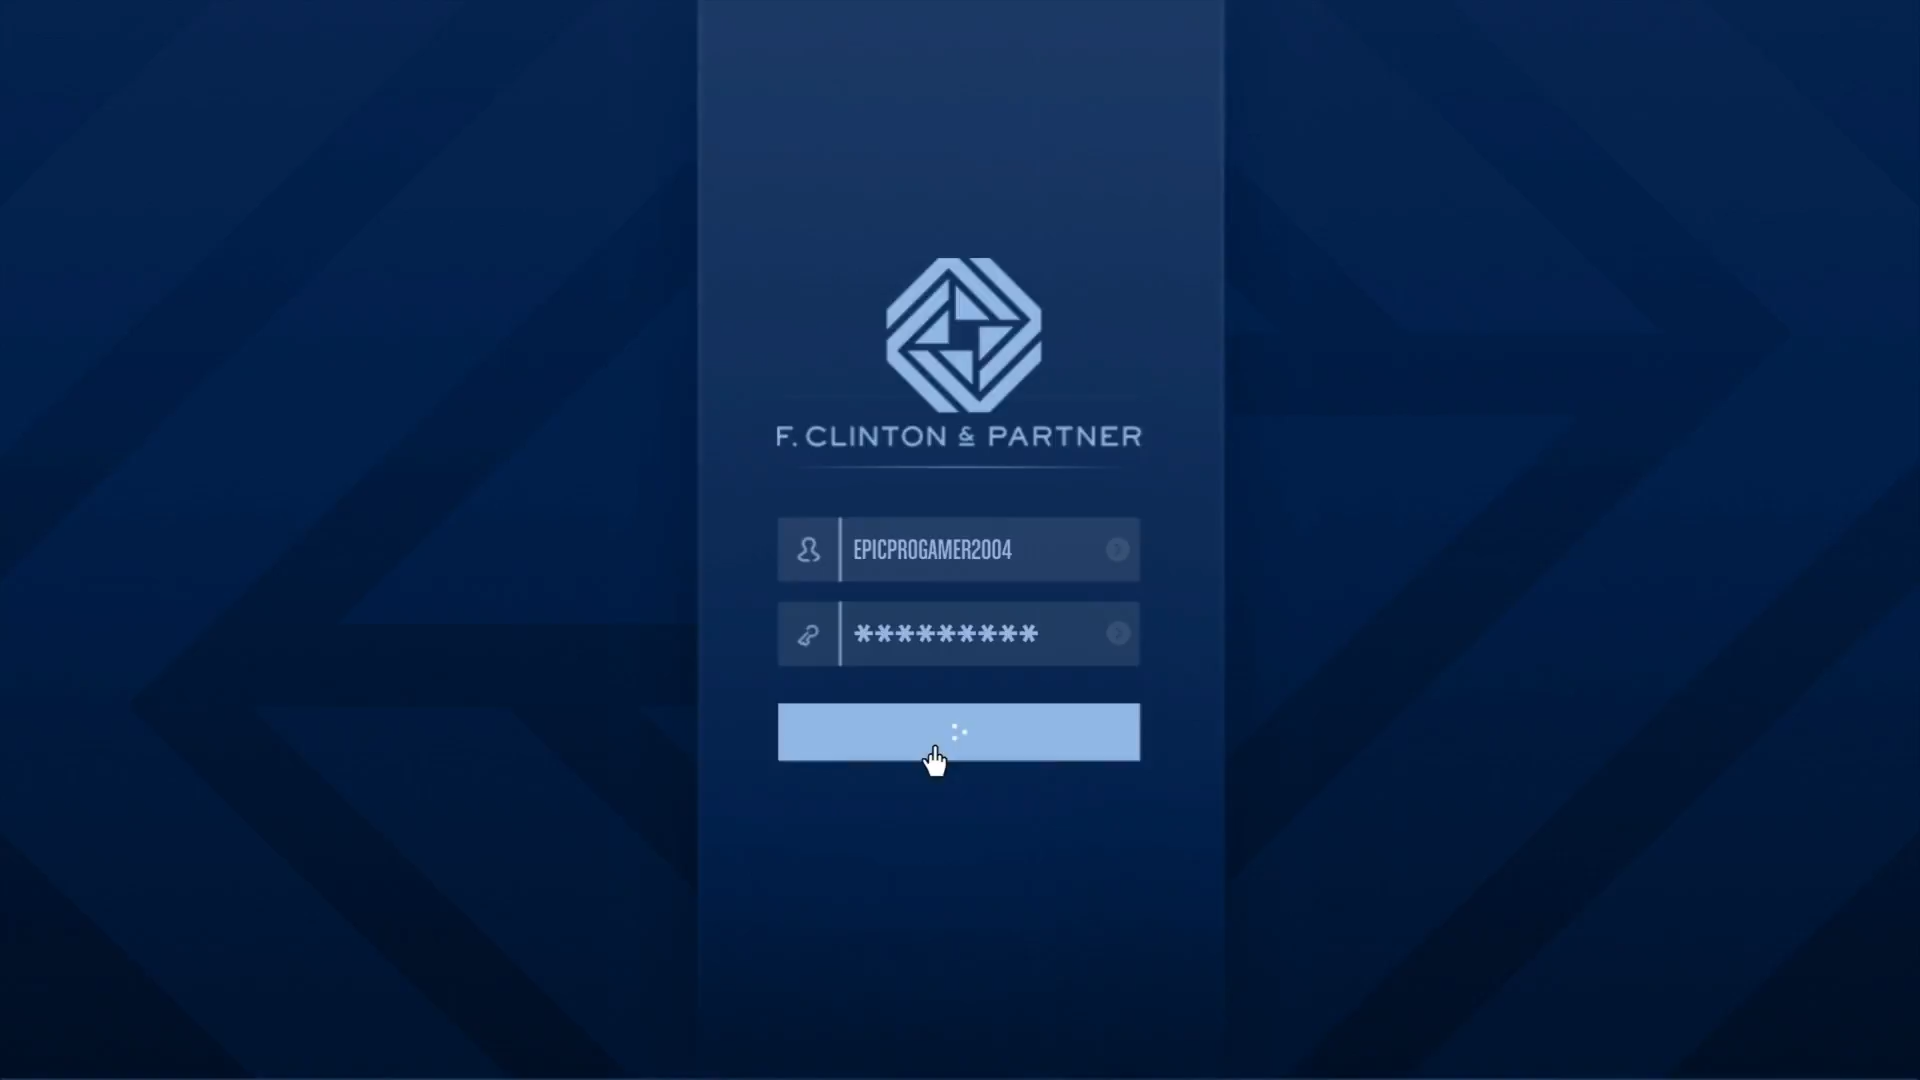 F. CLINTON & PARTNER
EPICPROGAMER2004
*********